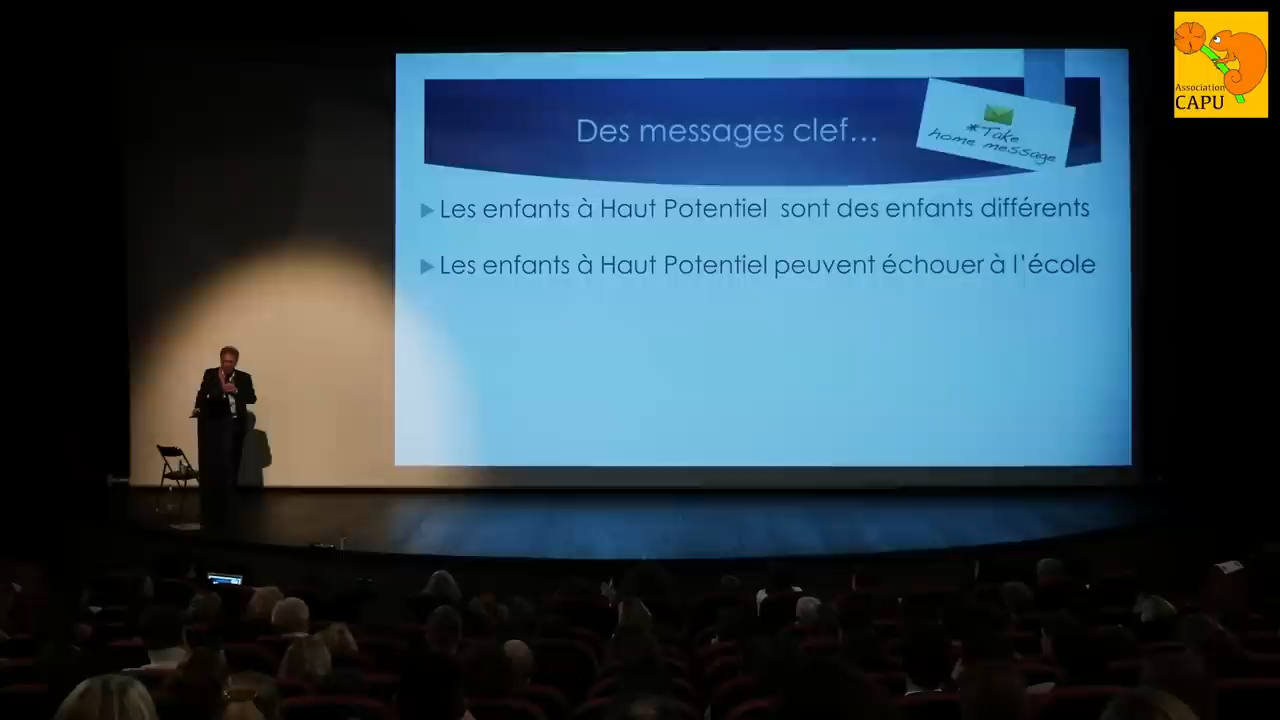 Association
CAPU
Des messages clef...
*Take
home message
Les enfants à Haut Potentiel sont des enfants différents
Les enfants à Haut Potentiel peuvent échouer à l'école